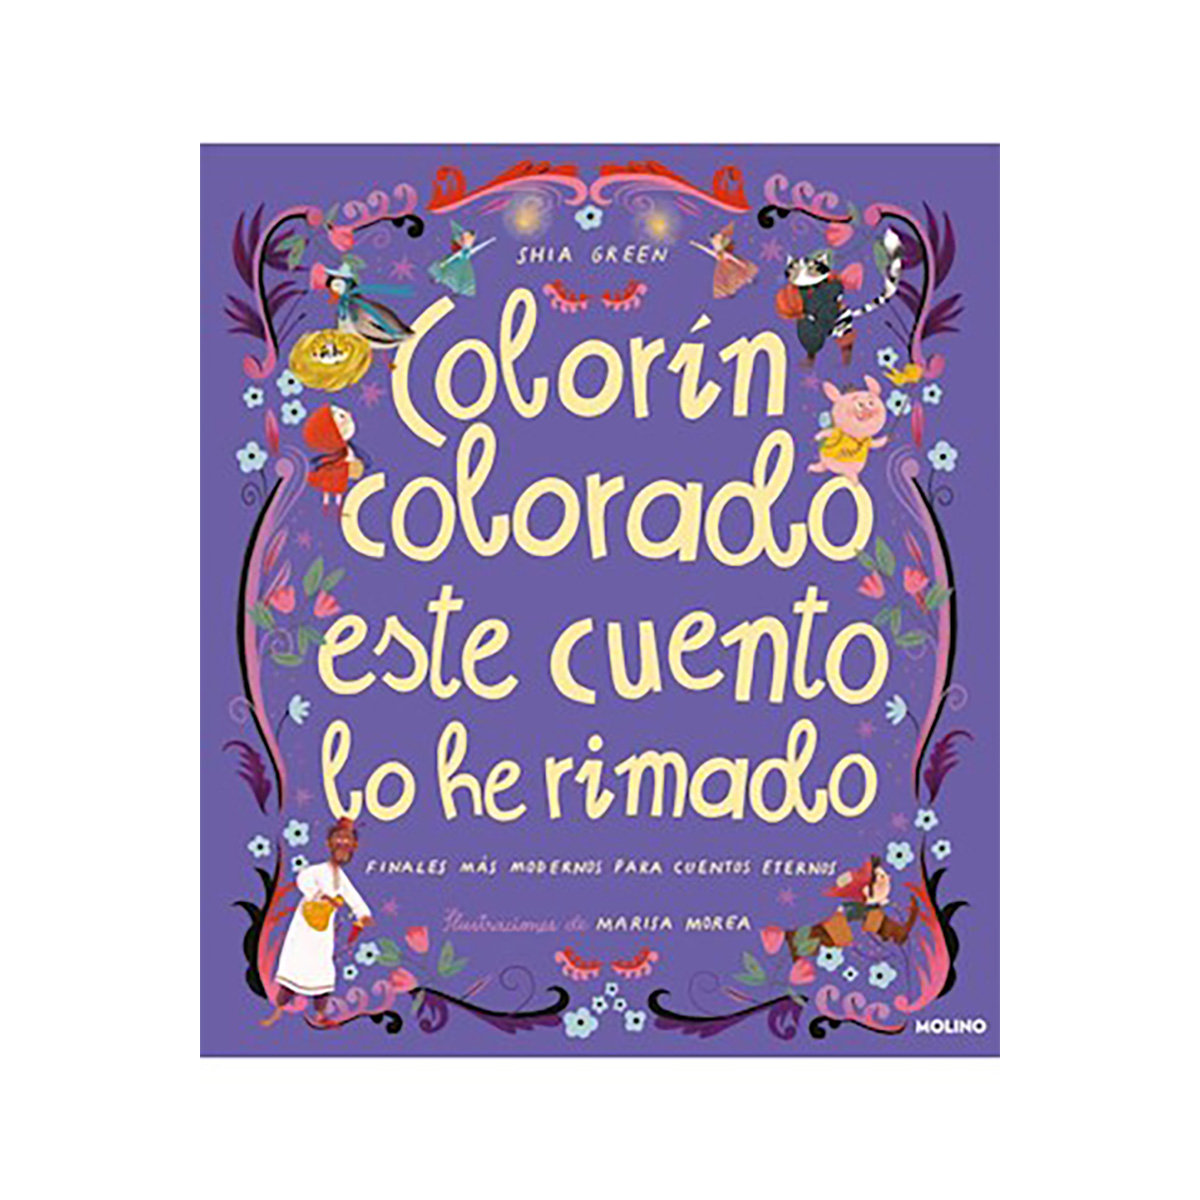 SHIA GREEN
Colorín
colorado
este cuento
lo he rimado
FINALES MÁS MODERNOS PARA CUENTOS ETERNOS
Ilustraciones de MARISA MOREA
MOLINO